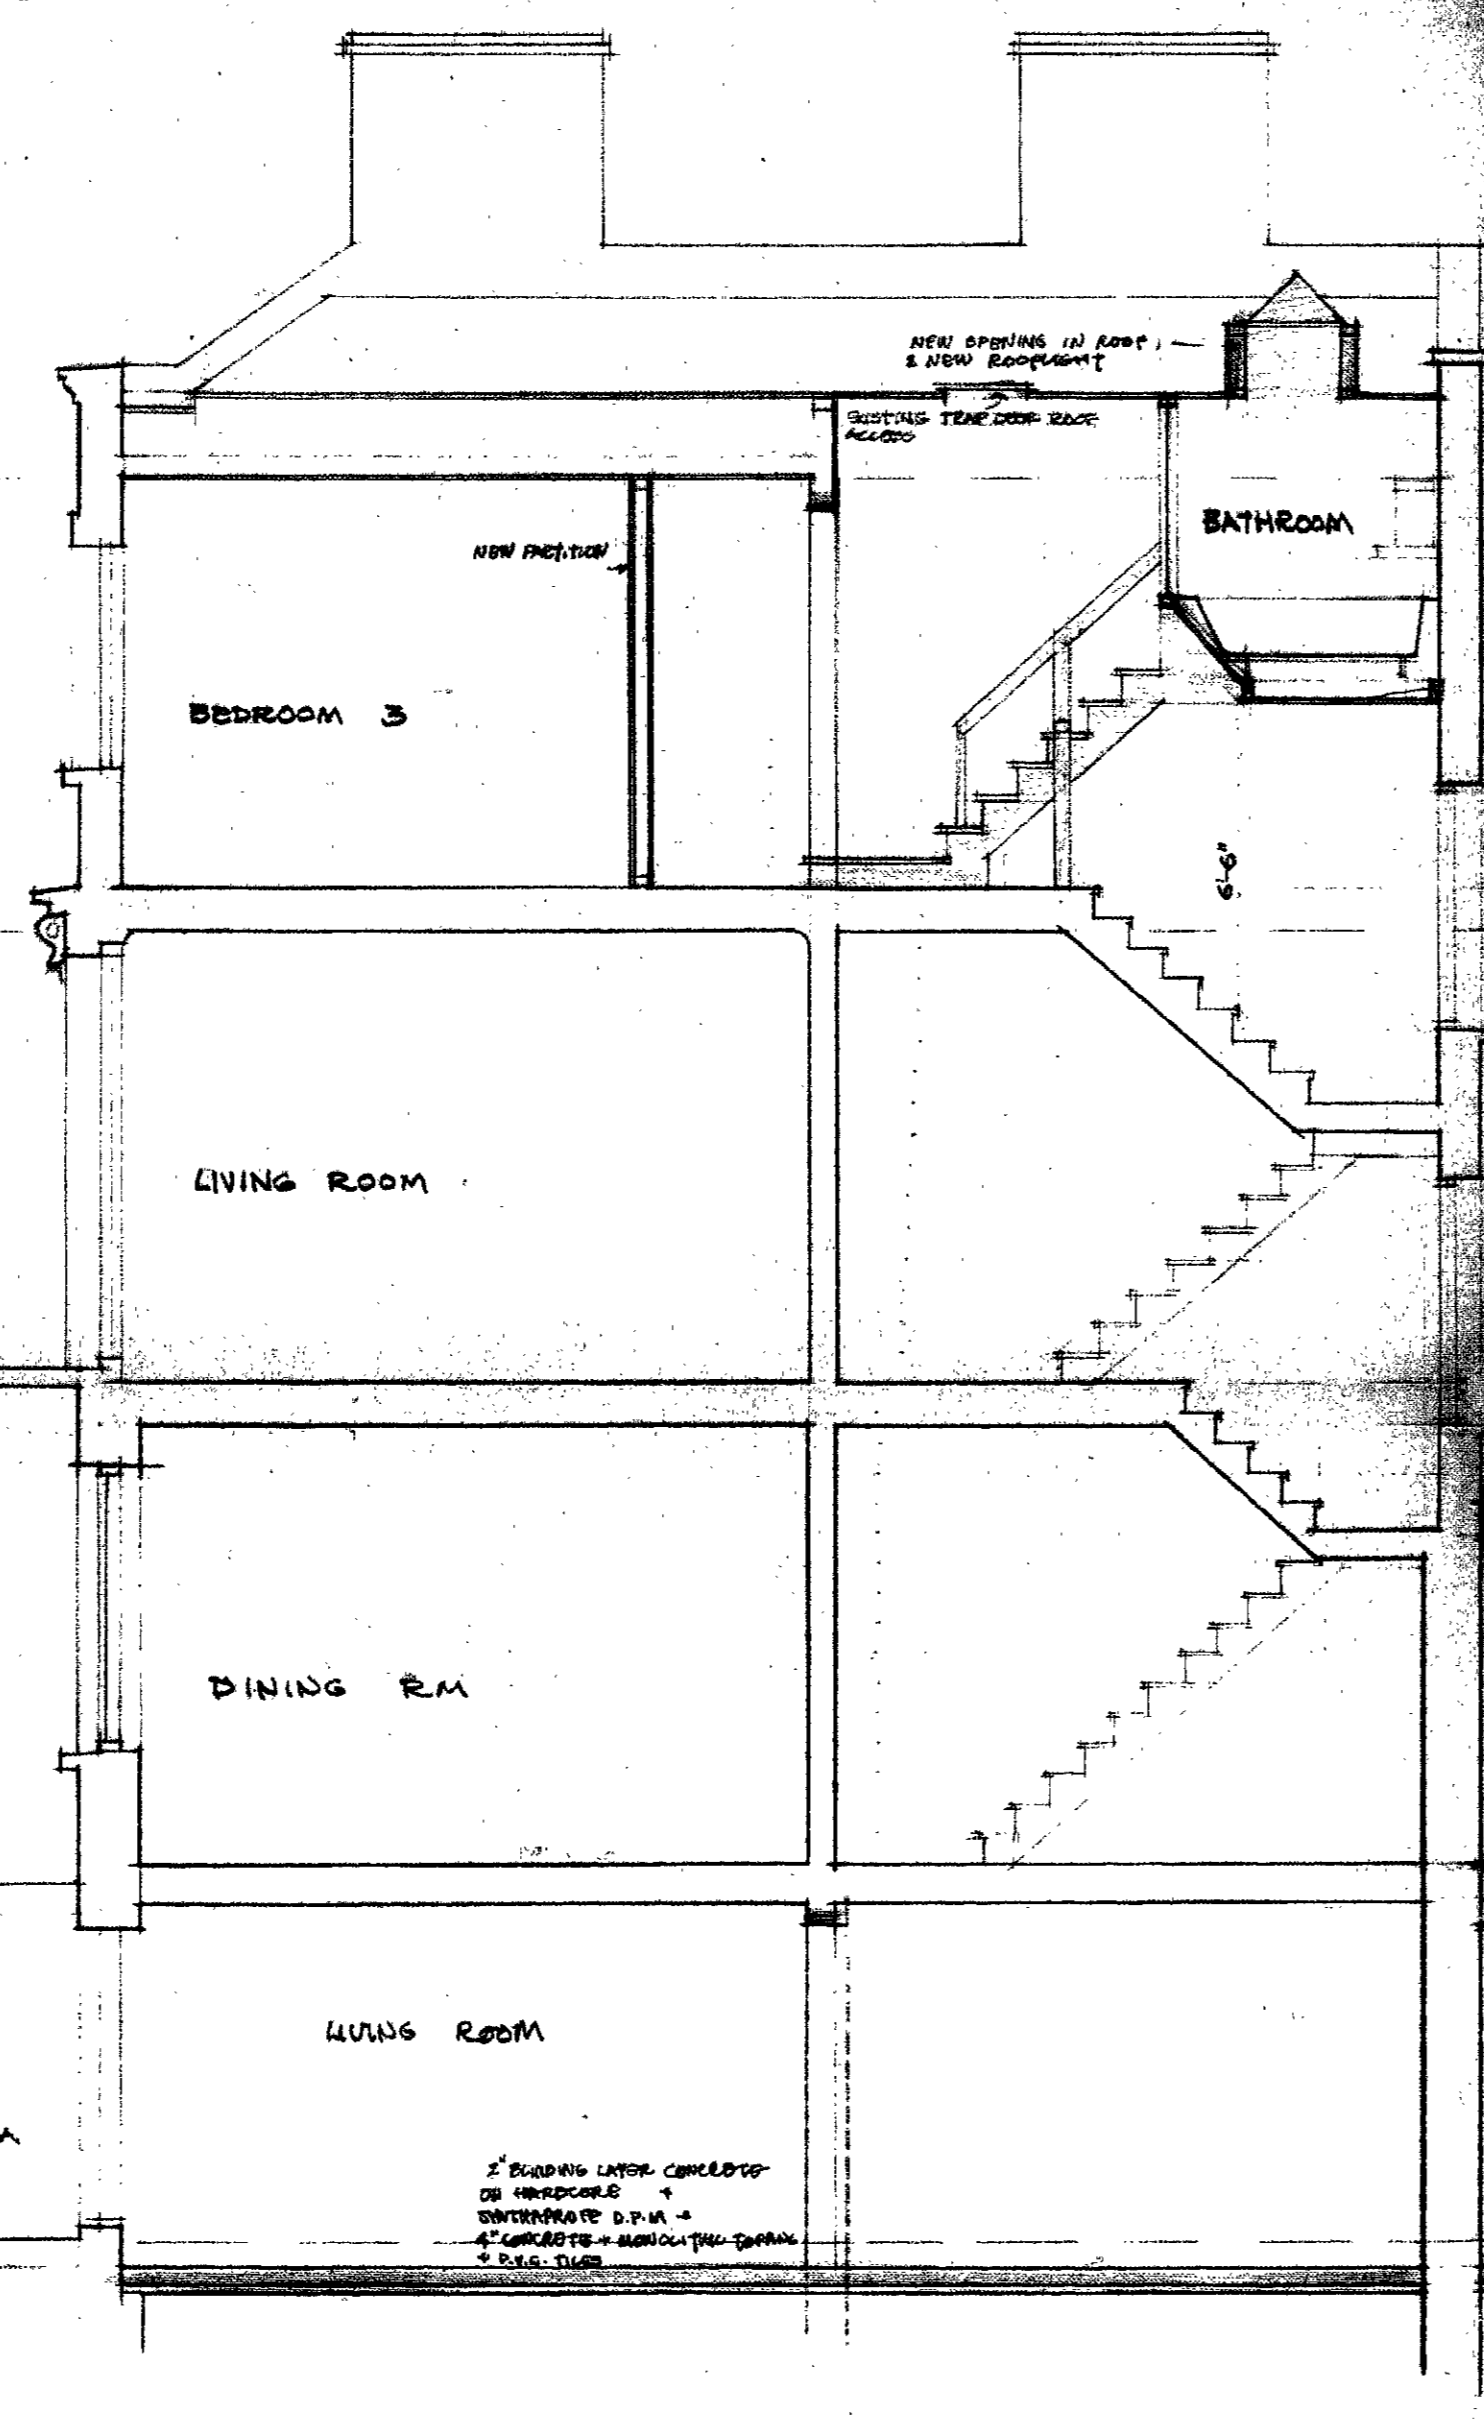 NEW OPENING IN ROOF,
& NEW ROOFLIGHT
EXISTING TRAP DOOR ROOF
ACCESS
BATHROOM
NEW PARTITION
BEDROOM 3
6'-6"
LIVING ROOM
DINING RM
LIVING ROOM
2" BLINDING LAYER CONCRETE
ON HARDCORE +
SYNTHAPRUFE D.P.M +
4" CONCRETE + MONOLITHIC TOPPING
+ P.V.C. TILES